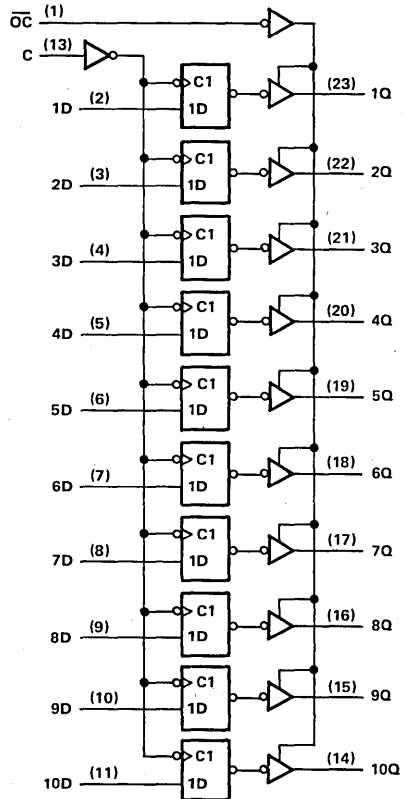 O̅C̅ (1)
C (13)
C1 (23)
1D (2) 1D 1Q
C1 (22)
2D (3) 1D 2Q
C1 (21)
3D (4) 1D 3Q
C1 (20)
4D (5) 1D 4Q
C1 (19)
5D (6) 1D 5Q
C1 (18)
6D (7) 1D 6Q
C1 (17)
7D (8) 1D 7Q
C1 (16)
8D (9) 1D 8Q
C1 (15)
9D (10) 1D 9Q
C1 (14)
10D (11) 1D 10Q